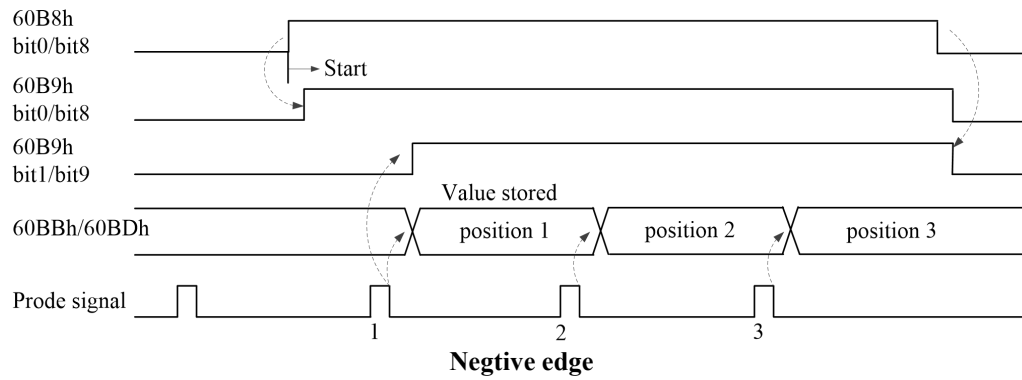 60B8h
bit0/bit8
Start
60B9h
bit0/bit8
60B9h
bit1/bit9
Value stored
60BBh/60BDh
position 1
position 2
position 3
Prode signal
1
2
3
Negtive edge